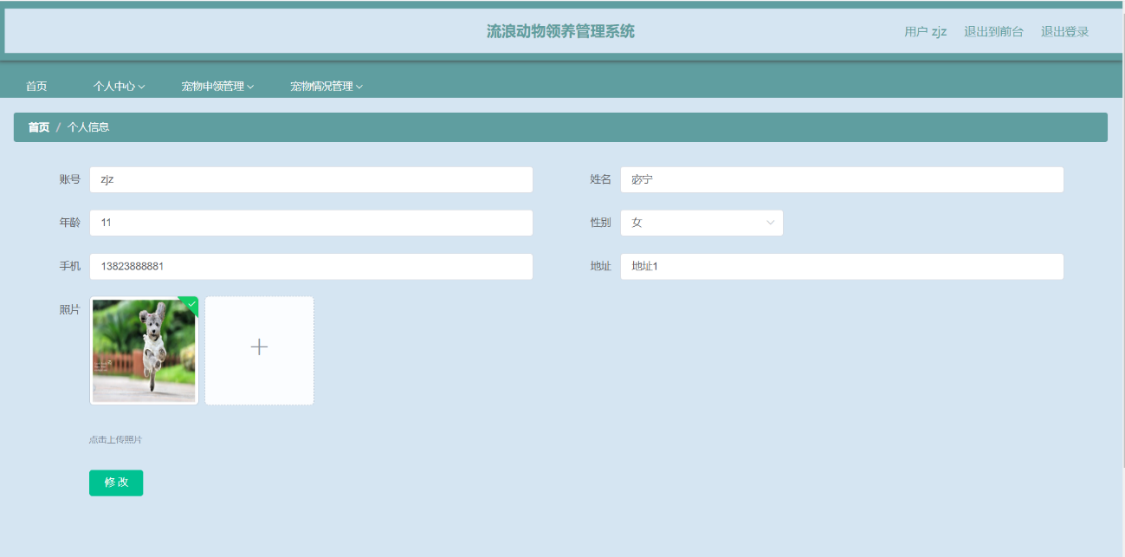 流浪动物领养管理系统
用户 zjz 退出到前台 退出登录
首页 个人中心 宠物申领管理 宠物情况管理
首页 / 个人信息
账号 zjz 姓名 宓宁
年龄 11 性别 女
手机 13823888881 地址 地址1
照片
点击上传照片
修 改